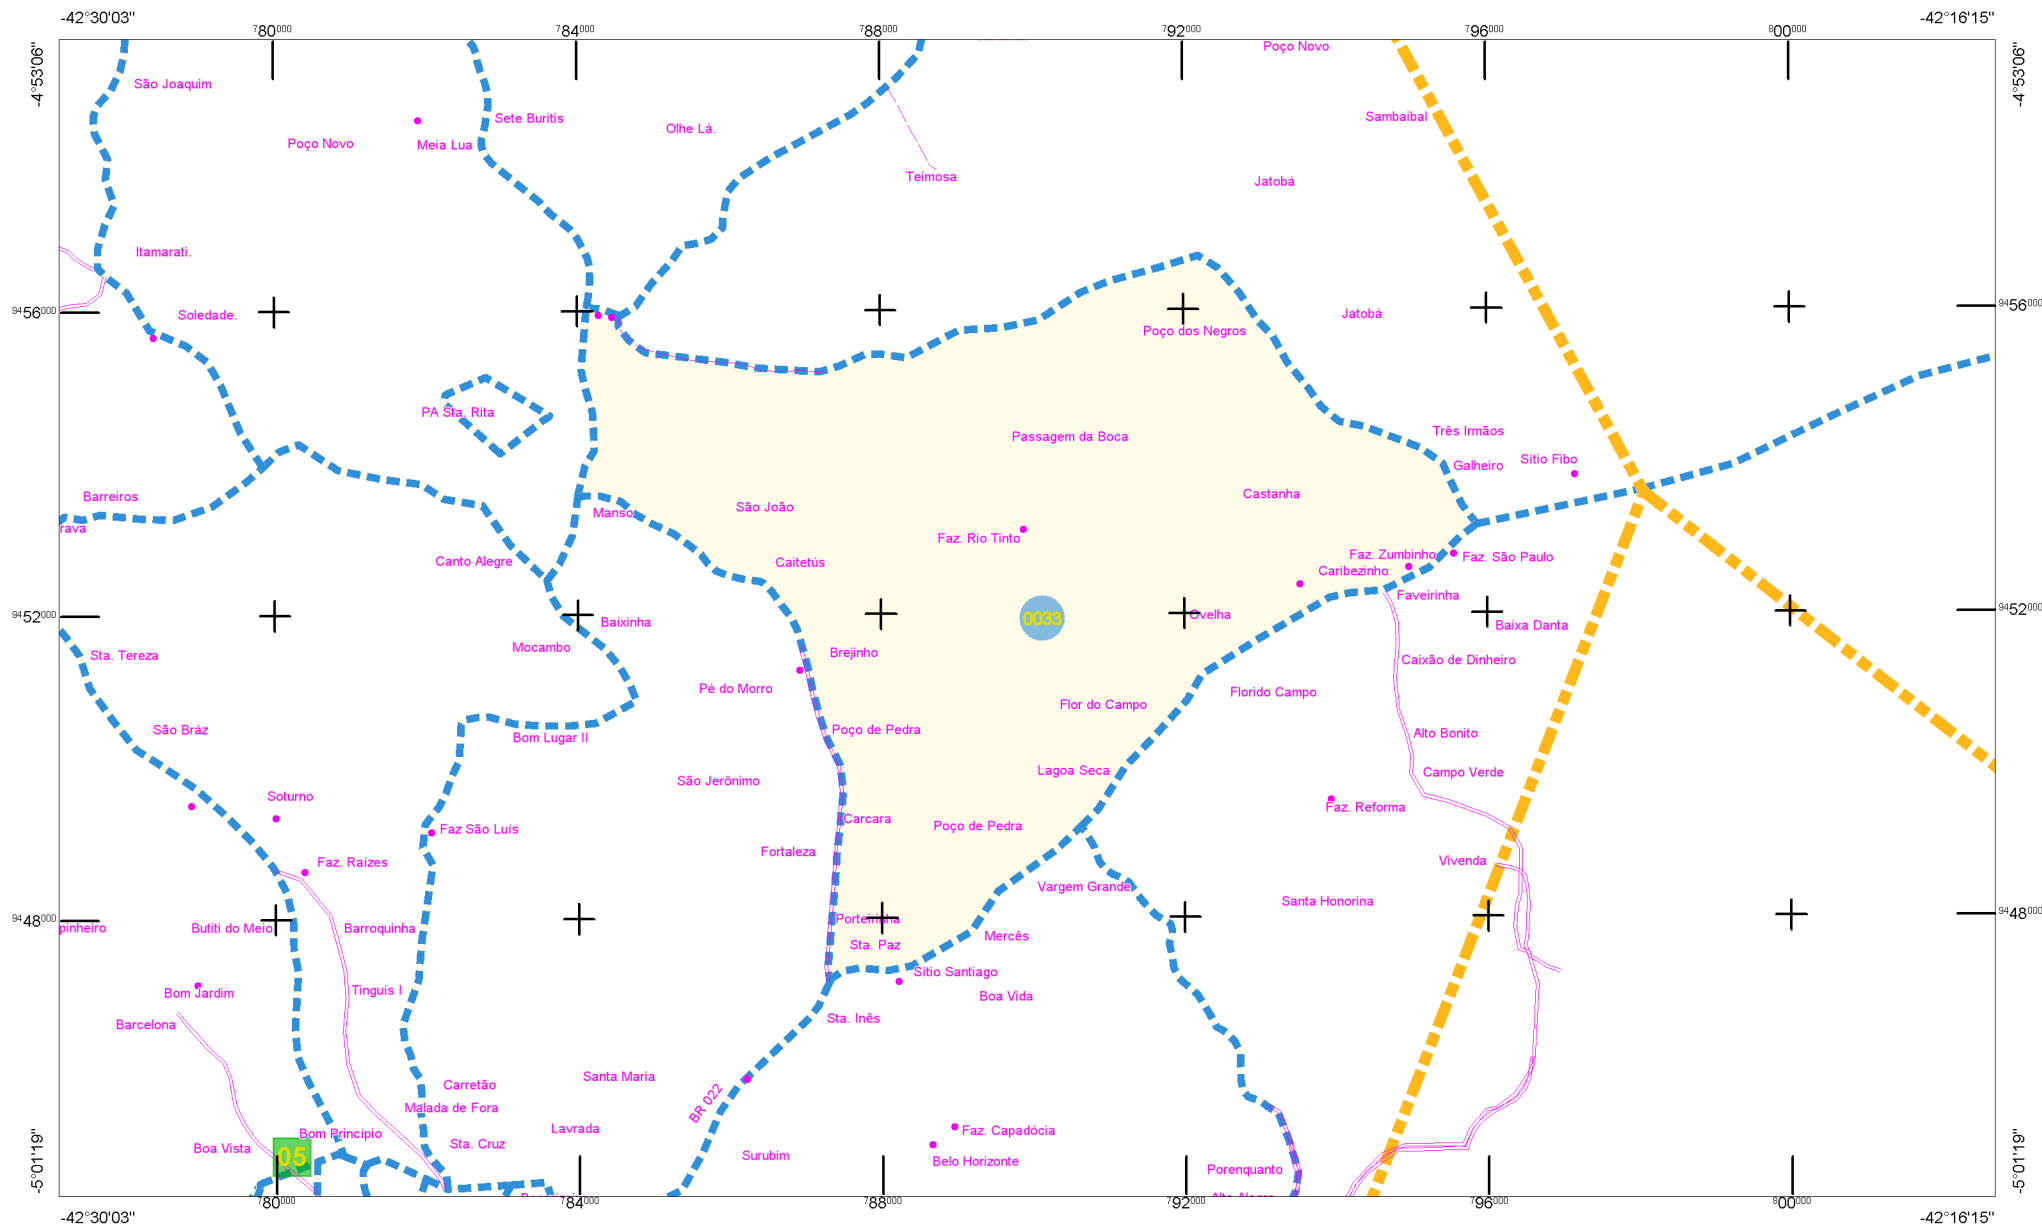 -42°30'03"
-42°16'15"
780000
784000
788000
792000
796000
800000
-4°53'06"
-4°53'06"
Poço Novo
São Joaquim
Sete Buritis
Sambaibal
Olhe Lá.
Poço Novo
Meia Lua
Teimosa
Jatobá
Itamarati.
9456000
Soledade.
Jatobá
9456000
Poço dos Negros
PA Sta. Rita
Três Irmãos
Passagem da Boca
Sítio Fibo
Galheiro
Castanha
Barreiros
São João
Manso
rava
Faz. Rio Tinto
Faz. Zumbinho
Faz. São Paulo
Canto Alegre
Caitetús
Caribezinho
Faveirinha
9452000
0033
Ovelha
9452000
Baixinha
Baixa Danta
Mocambo
Sta. Tereza
Brejinho
Caixão de Dinheiro
Pé do Morro
Florido Campo
Flor do Campo
São Bráz
Poço de Pedra
Alto Bonito
Bom Lugar II
Lagoa Seca
Campo Verde
São Jerônimo
Soturno
Faz. Reforma
Carcara
Poço de Pedra
Faz São Luis
Fortaleza
Faz. Raízes
Vivenda
Vargem Grande
Santa Honorina
9448000
Porteirinha
9448000
pinheiro
Butiti do Meio
Barroquinha
Mercês
Sta. Paz
Sítio Santiago
Bom Jardim
Tinguís I
Boa Vida
Barcelona
Sta. Inês
Santa Maria
Carretão
BR 022
Malada de Fora
Lavrada
Faz. Capadócia
Bom Princípio
Boa Vista
Sta. Cruz
05
Surubim
Belo Horizonte
Porenquanto
Alto Alegre
-5°01'19"
-5°01'19"
780000
784000
788000
792000
796000
800000
-42°30'03"
-42°16'15"